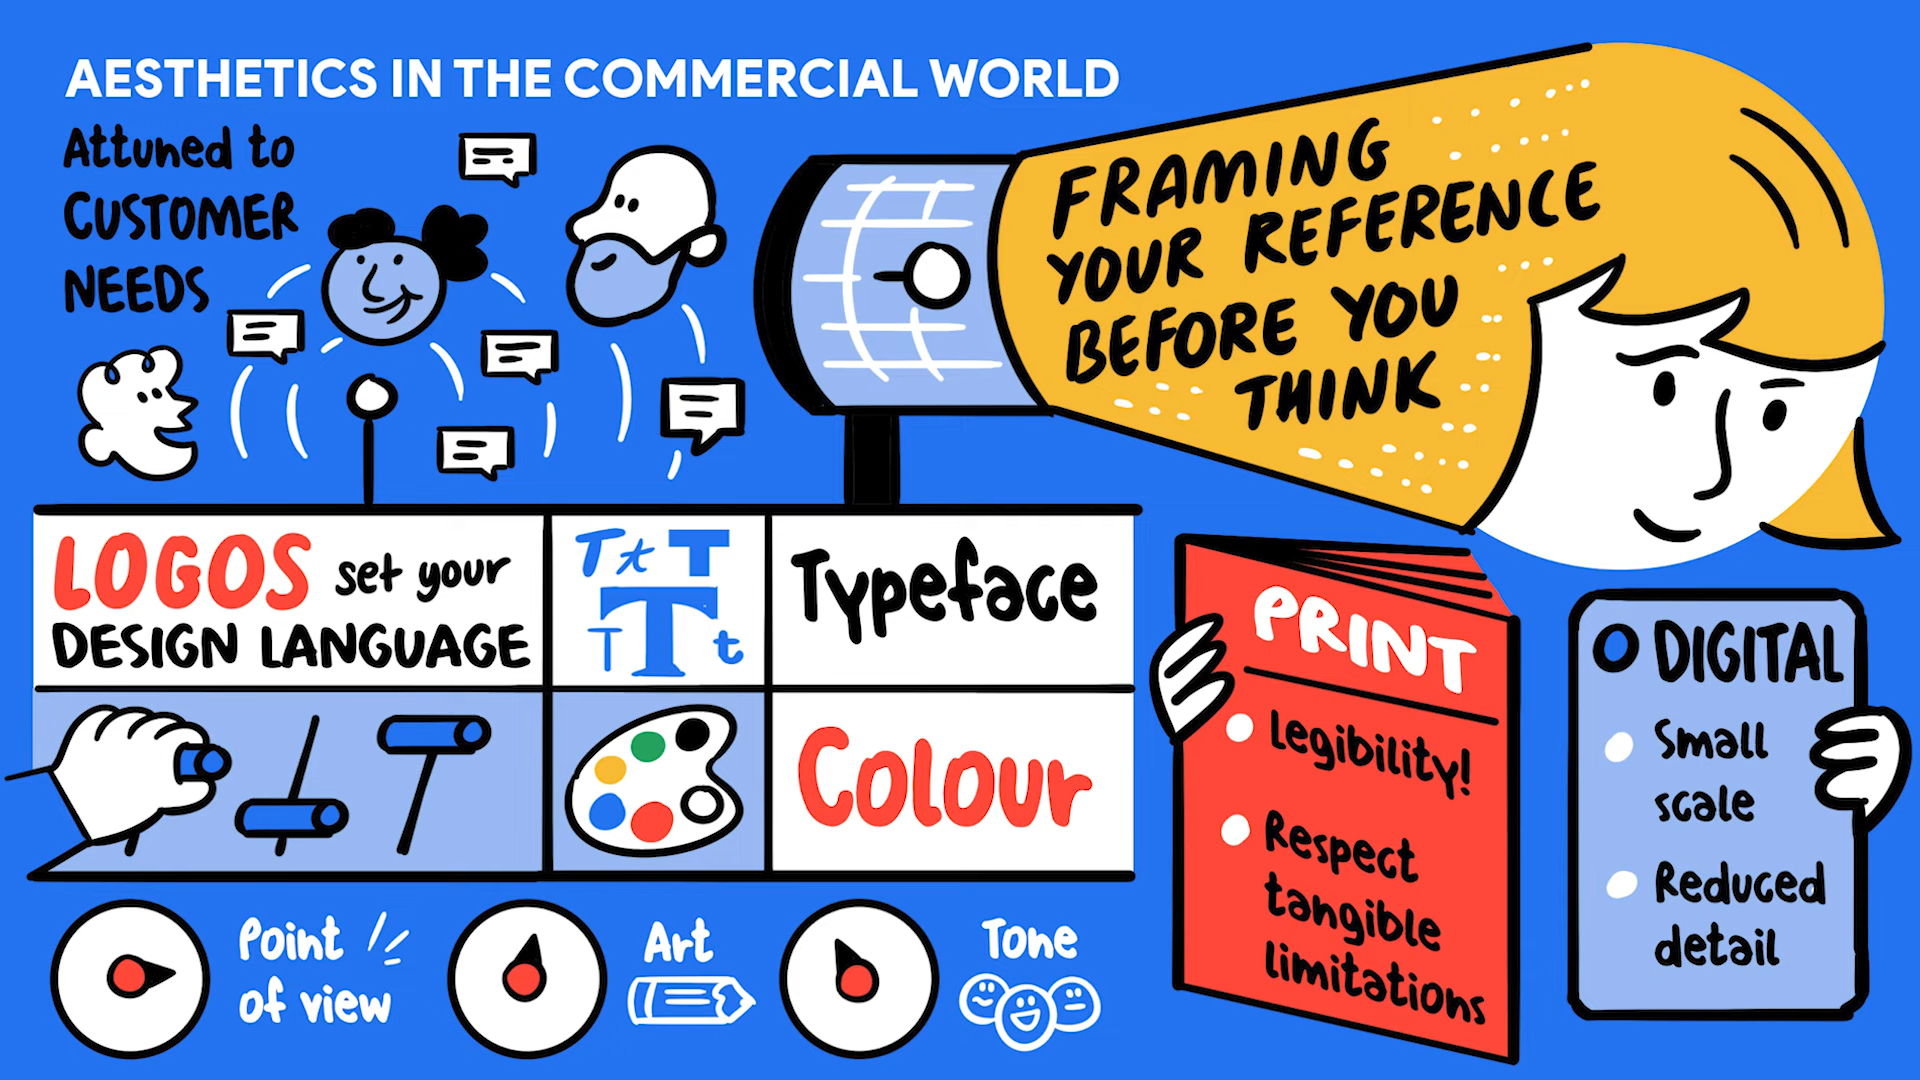 AESTHETICS IN THE COMMERCIAL WORLD
Attuned to
CUSTOMER
NEEDS
FRAMING
YOUR REFERENCE
BEFORE YOU
THINK
LOGOS set your
DESIGN LANGUAGE
T t T
T T t
Typeface
Colour
Point
of view
Art
Tone
PRINT
Legibility!
Respect
tangible
limitations
DIGITAL
Small
scale
Reduced
detail